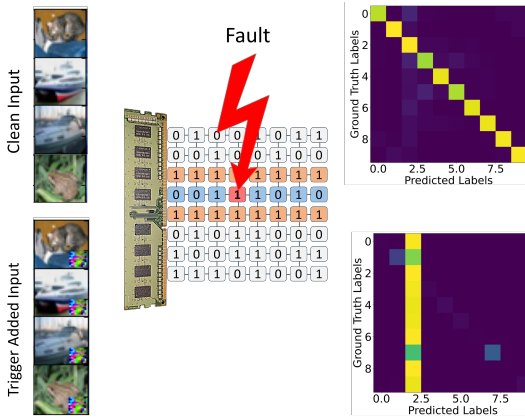 Fault
Clean Input
Trigger Added Input
0 1 0 0 0 1 1
0 0 1 0 0 1 0
1 1 1 1 1 1 1
0 0 1 1 1 0 1 0
1 1 1 1 1 1 1 1
0 1 0 1 1 0 0 0
1 0 1 0 1 0 1 1
1 1 1 0 1 0 0 1
Ground Truth Labels
0
2
4
6
8
0.0 2.5 5.0 7.5
Predicted Labels
Ground Truth Labels
0
2
4
6
8
0.0 2.5 5.0 7.5
Predicted Labels